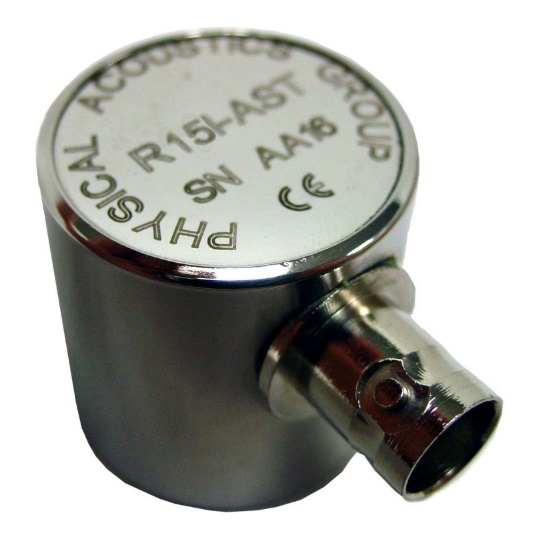 PHYSICAL ACOUSTICS GROUP
R15I-AST
SN AA16
CE